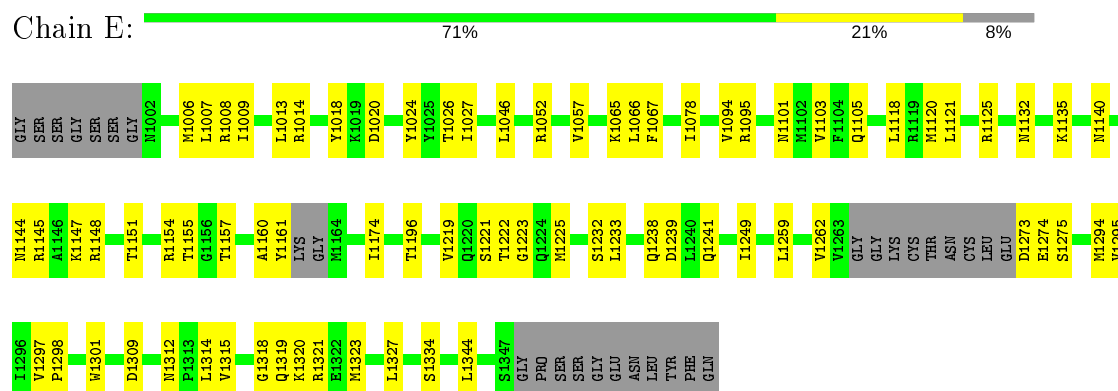 Chain E:
71% 21% 8%
GLY SER SER GLY SER SER GLY N1002 M1006 L1007 R1008 I1009 L1013 R1014 Y1018 K1019 D1020 Y1024 Y1025 T1026 I1027 L1046 R1052 V1057 K1065 L1066 F1067 I1078 V1094 R1095 N1101 M1102 V1103 F1104 Q1105 L1118 R1119 M1120 L1121 R1125 N1132 K1135 N1140
N1144 R1145 A1146 K1147 R1148 T1151 R1154 T1155 G1156 T1157 A1160 Y1161 LYS GLY M1164 I1174 T1196 V1219 Q1220 S1221 T1222 G1223 Q1224 M1225 S1232 L1233 Q1238 D1239 L1240 Q1241 I1249 L1259 V1262 V1263 GLY GLY LYS CYS THR ASN CYS LEU GLU D1273 E1274 S1275 M1294 V1295
I1296 V1297 P1298 W1301 D1309 N1312 P1313 L1314 V1315 G1318 Q1319 K1320 R1321 E1322 M1323 L1327 S1334 L1344 S1347 GLY PRO SER SER GLY GLU ASN LEU TYR PHE GLN